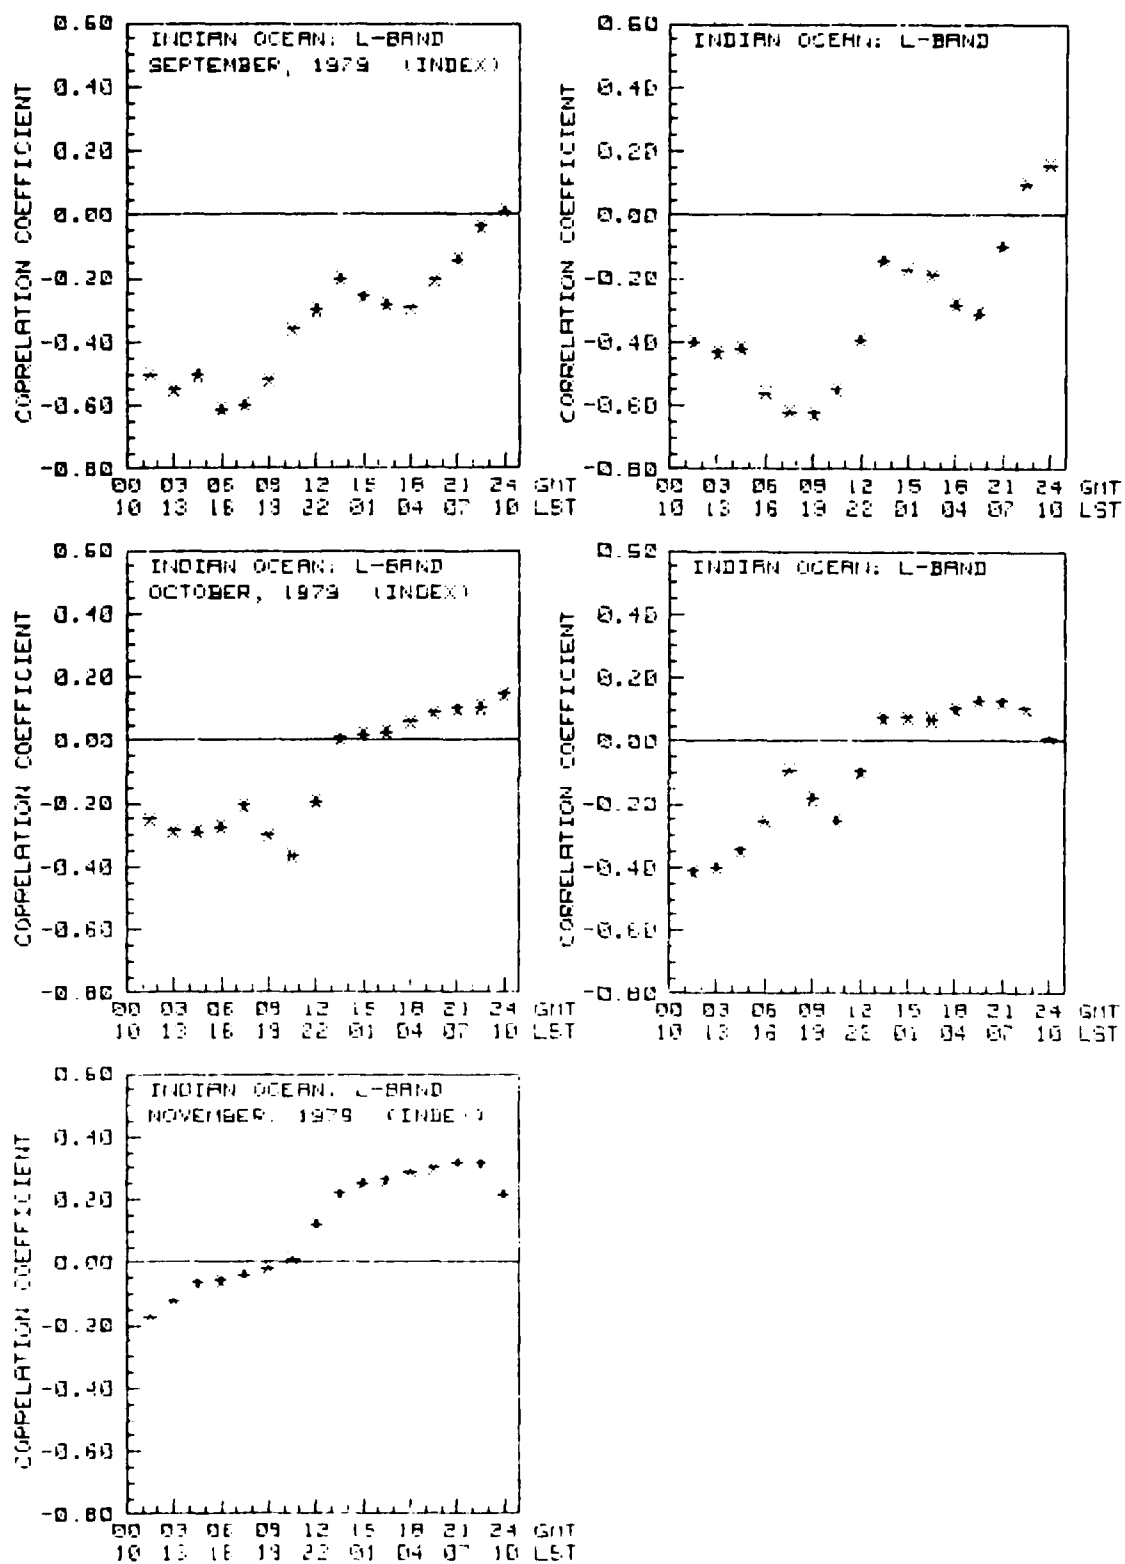 CORRELATION COEFFICIENT
INDIAN OCEAN: L-BAND
SEPTEMBER, 1979 (INDEX)
0.60
0.40
0.20
0.00
-0.20
-0.40
-0.60
-0.80
00 03 06 09 12 15 18 21 24 GMT
10 13 16 19 22 01 04 07 10 LST
CORRELATION COEFFICIENT
INDIAN OCEAN: L-BAND
0.60
0.40
0.20
0.00
-0.20
-0.40
-0.60
-0.80
00 03 06 09 12 15 18 21 24 GMT
10 13 16 19 22 01 04 07 10 LST
CORRELATION COEFFICIENT
INDIAN OCEAN: L-BAND
OCTOBER, 1979 (INDEX)
0.60
0.40
0.20
0.00
-0.20
-0.40
-0.60
-0.80
00 03 06 09 12 15 18 21 24 GMT
10 13 16 19 22 01 04 07 10 LST
CORRELATION COEFFICIENT
INDIAN OCEAN: L-BAND
0.60
0.40
0.20
0.00
-0.20
-0.40
-0.60
-0.80
00 03 06 09 12 15 18 21 24 GMT
10 13 16 19 22 01 04 07 10 LST
CORRELATION COEFFICIENT
INDIAN OCEAN: L-BAND
NOVEMBER, 1979 (INDEX)
0.60
0.40
0.20
0.00
-0.20
-0.40
-0.60
-0.80
00 03 06 09 12 15 18 21 24 GMT
10 13 16 19 22 01 04 07 10 LST